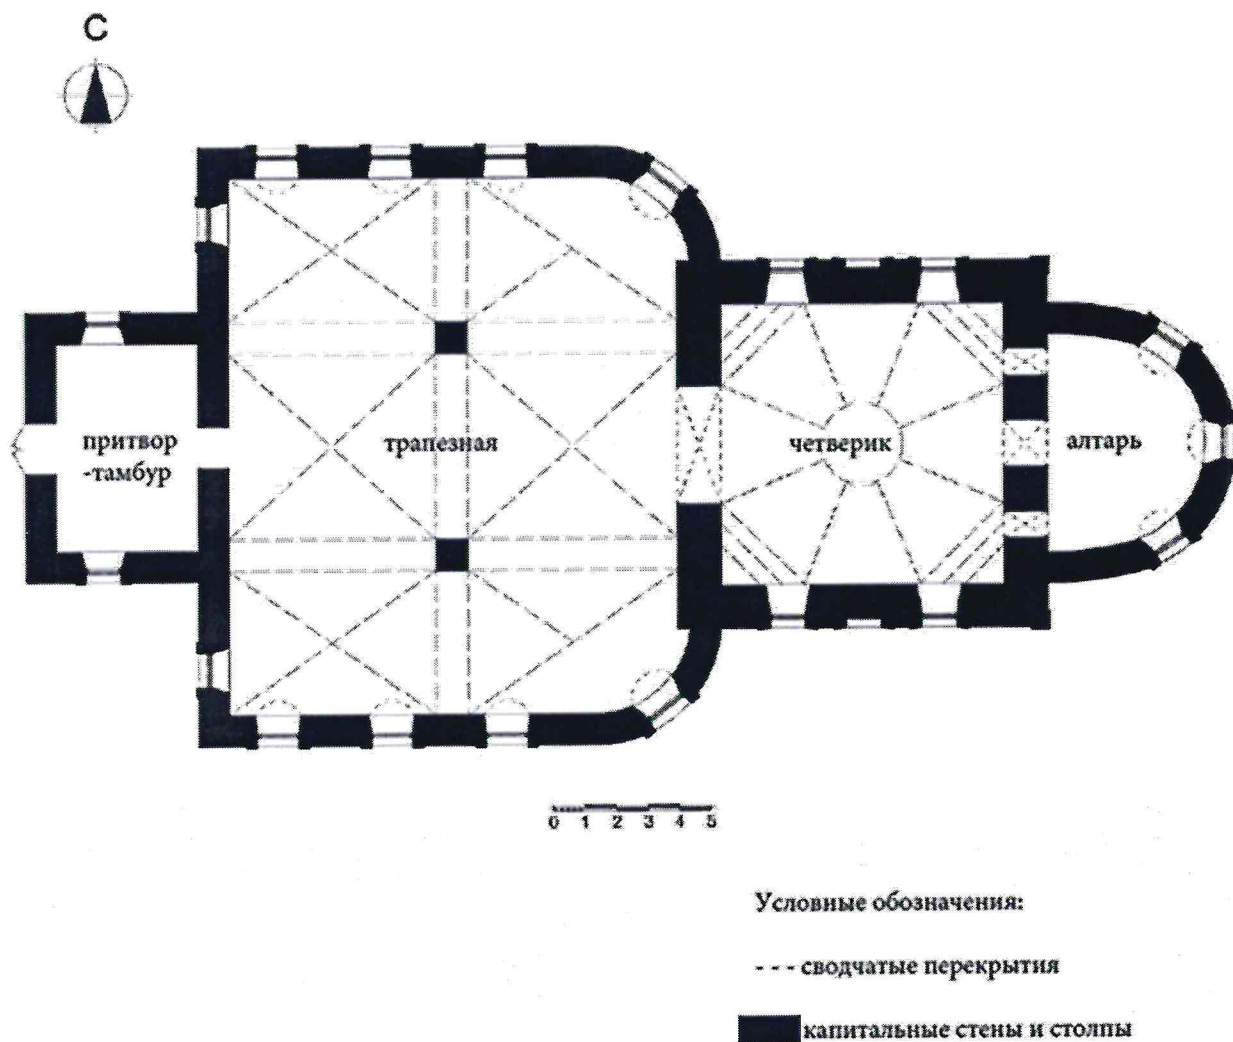 С
притвор
-тамбур
трапезная
четверик
алтарь
0 1 2 3 4 5
Условные обозначения:
--- сводчатые перекрытия
капитальные стены и столпы